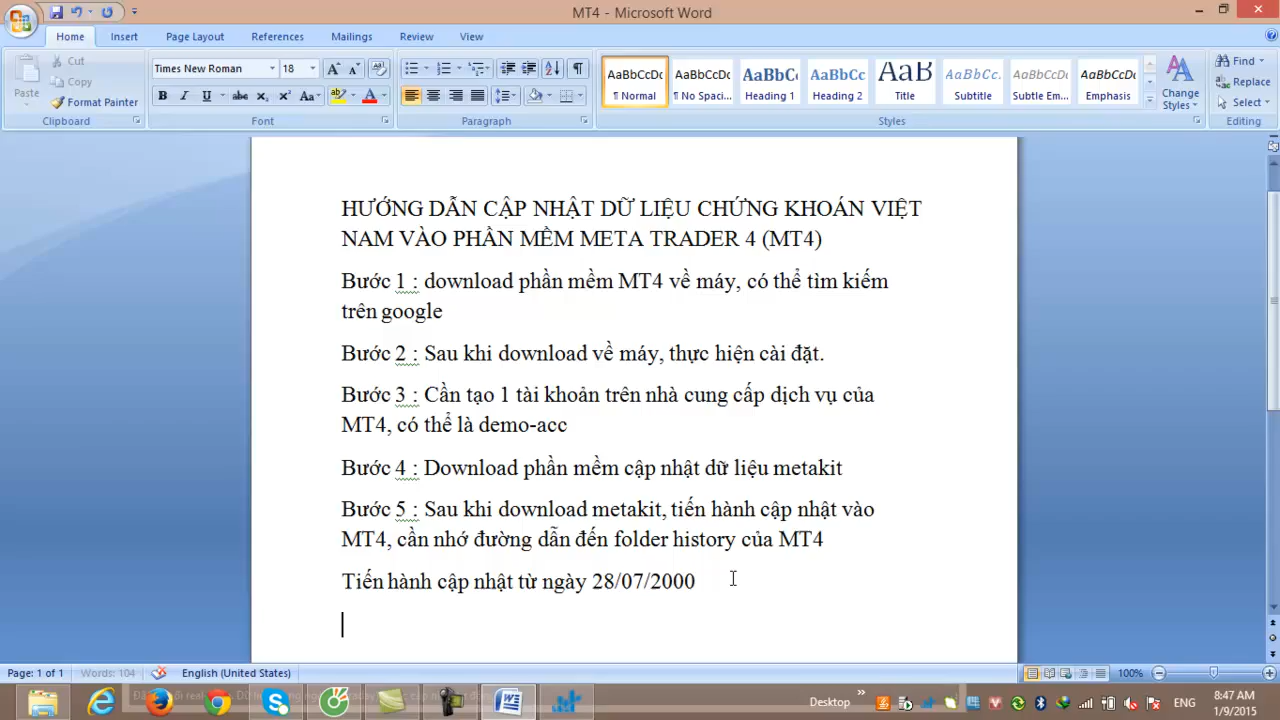 MT4 - Microsoft Word
Home Insert Page Layout References Mailings Review View
Cut
Copy
Format Painter
Paste
Clipboard
Times New Roman 18
Font
Paragraph
AaBbCcDc AaBbCcDc AaBbC AaBbCc AaB AaBbCc. AaBbCcDc AaBbCcDc
¶ Normal ¶ No Spaci... Heading 1 Heading 2 Title Subtitle Subtle Em... Emphasis
Change Styles
Styles
Find
Replace
Select
Editing
HƯỚNG DẪN CẬP NHẬT DỮ LIỆU CHỨNG KHOÁN VIỆT
NAM VÀO PHẦN MỀM META TRADER 4 (MT4)
Bước 1 : download phần mềm MT4 về máy, có thể tìm kiếm
trên google
Bước 2 : Sau khi download về máy, thực hiện cài đặt.
Bước 3 : Cần tạo 1 tài khoản trên nhà cung cấp dịch vụ của
MT4, có thể là demo-acc
Bước 4 : Download phần mềm cập nhật dữ liệu metakit
Bước 5 : Sau khi download metakit, tiến hành cập nhật vào
MT4, cần nhớ đường dẫn đến folder history của MT4
Tiến hành cập nhật từ ngày 28/07/2000
Page: 1 of 1 Words: 104 English (United States) 100%
Desktop ENG 8:47 AM
1/9/2015